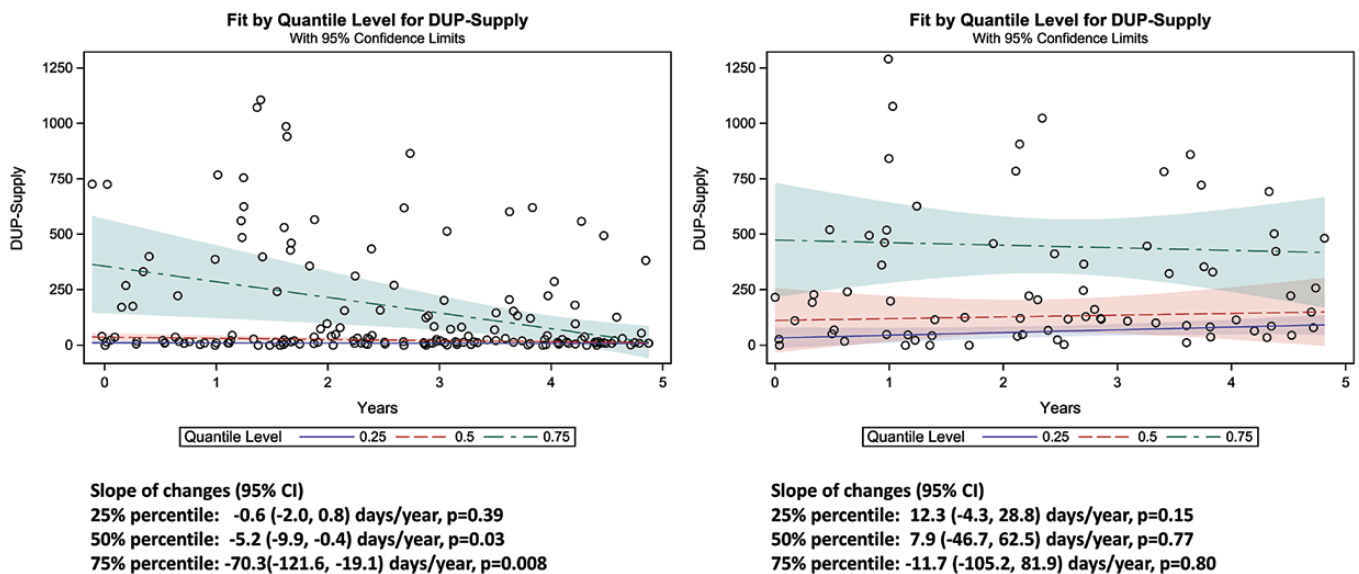 Fit by Quantile Level for DUP-Supply
With 95% Confidence Limits
DUP-Supply
1250
1000
750
500
250
0
0 1 2 3 4 5
Years
Quantile Level 0.25 0.5 0.75
Slope of changes (95% CI)
25% percentile: -0.6 (-2.0, 0.8) days/year, p=0.39
50% percentile: -5.2 (-9.9, -0.4) days/year, p=0.03
75% percentile: -70.3(-121.6, -19.1) days/year, p=0.008
Fit by Quantile Level for DUP-Supply
With 95% Confidence Limits
DUP-Supply
1250
1000
750
500
250
0
0 1 2 3 4 5
Years
Quantile Level 0.25 0.5 0.75
Slope of changes (95% CI)
25% percentile: 12.3 (-4.3, 28.8) days/year, p=0.15
50% percentile: 7.9 (-46.7, 62.5) days/year, p=0.77
75% percentile: -11.7 (-105.2, 81.9) days/year, p=0.80